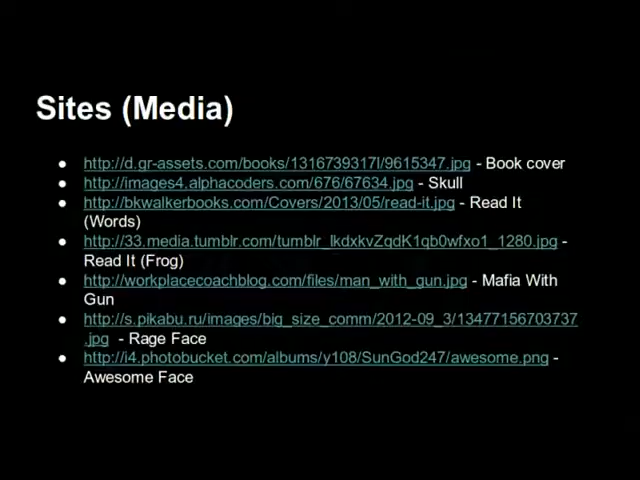 Sites (Media)
● http://d.gr-assets.com/books/1316739317l/9615347.jpg - Book cover
● http://images4.alphacoders.com/676/67634.jpg - Skull
● http://bkwalkerbooks.com/Covers/2013/05/read-it.jpg - Read It
(Words)
● http://33.media.tumblr.com/tumblr_lkdxkvZqdK1qb0wfxo1_1280.jpg -
Read It (Frog)
● http://workplacecoachblog.com/files/man_with_gun.jpg - Mafia With
Gun
● http://s.pikabu.ru/images/big_size_comm/2012-09_3/13477156703737
.jpg - Rage Face
● http://i4.photobucket.com/albums/y108/SunGod247/awesome.png -
Awesome Face